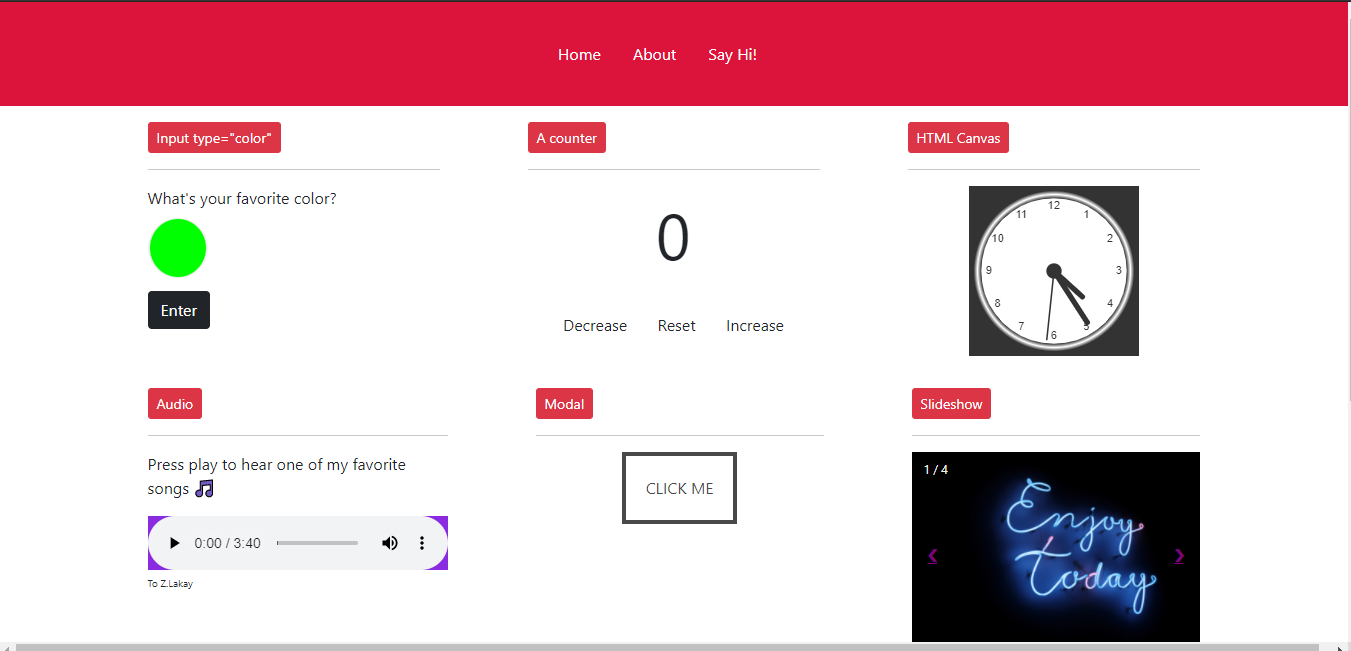 Home About Say Hi!
Input type="color"
What's your favorite color?
Enter
A counter
0
Decrease Reset Increase
HTML Canvas
12
1
2
3
4
5
6
7
8
9
10
11
Audio
Press play to hear one of my favorite
songs
0:00 / 3:40
To Z.Lakay
Modal
CLICK ME
Slideshow
1 / 4
Enjoy
Today